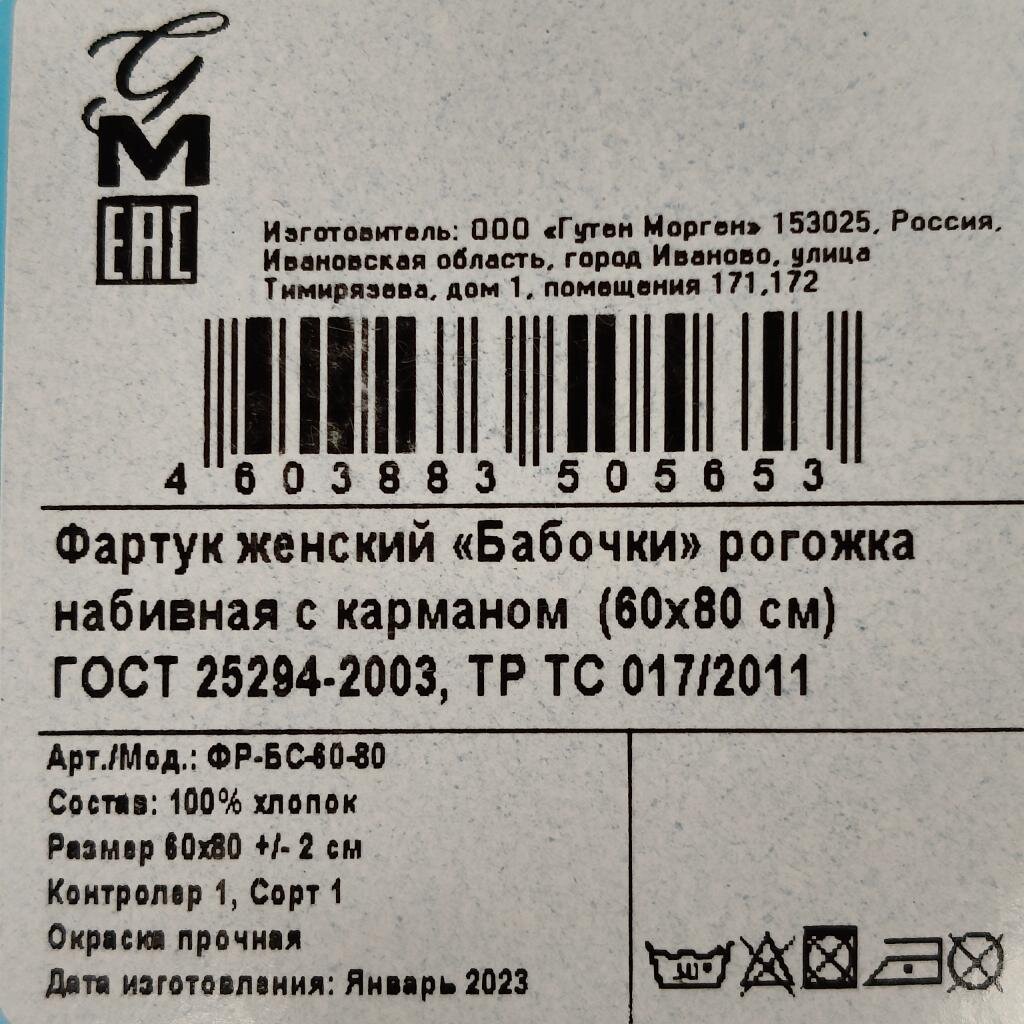 GM
EAC
Изготовитель: ООО «Гутен Морген» 153025, Россия,
Ивановская область, город Иваново, улица
Тимирязева, дом 1, помещения 171,172
4 603883 505653
Фартук женский «Бабочки» рогожка
набивная с карманом (60х80 см)
ГОСТ 25294-2003, ТР ТС 017/2011
Арт./Мод.: ФР-БС-60-80
Состав: 100% хлопок
Размер 60х80 +/- 2 см
Контролер 1, Сорт 1
Окраска прочная
Дата изготовления: Январь 2023